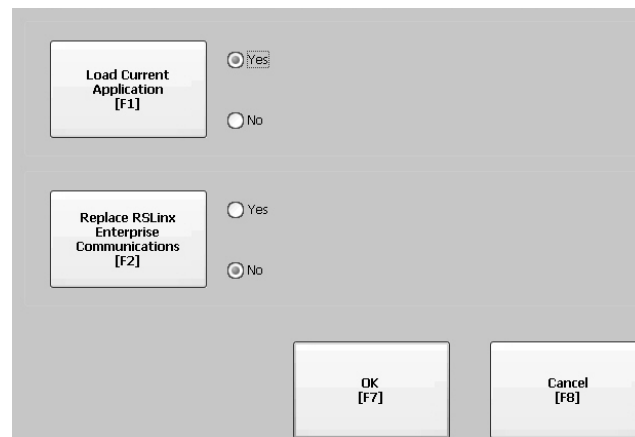 Load Current
Application
[F1]
Yes
No
Replace RSLinx
Enterprise
Communications
[F2]
Yes
No
OK
[F7]
Cancel
[F8]